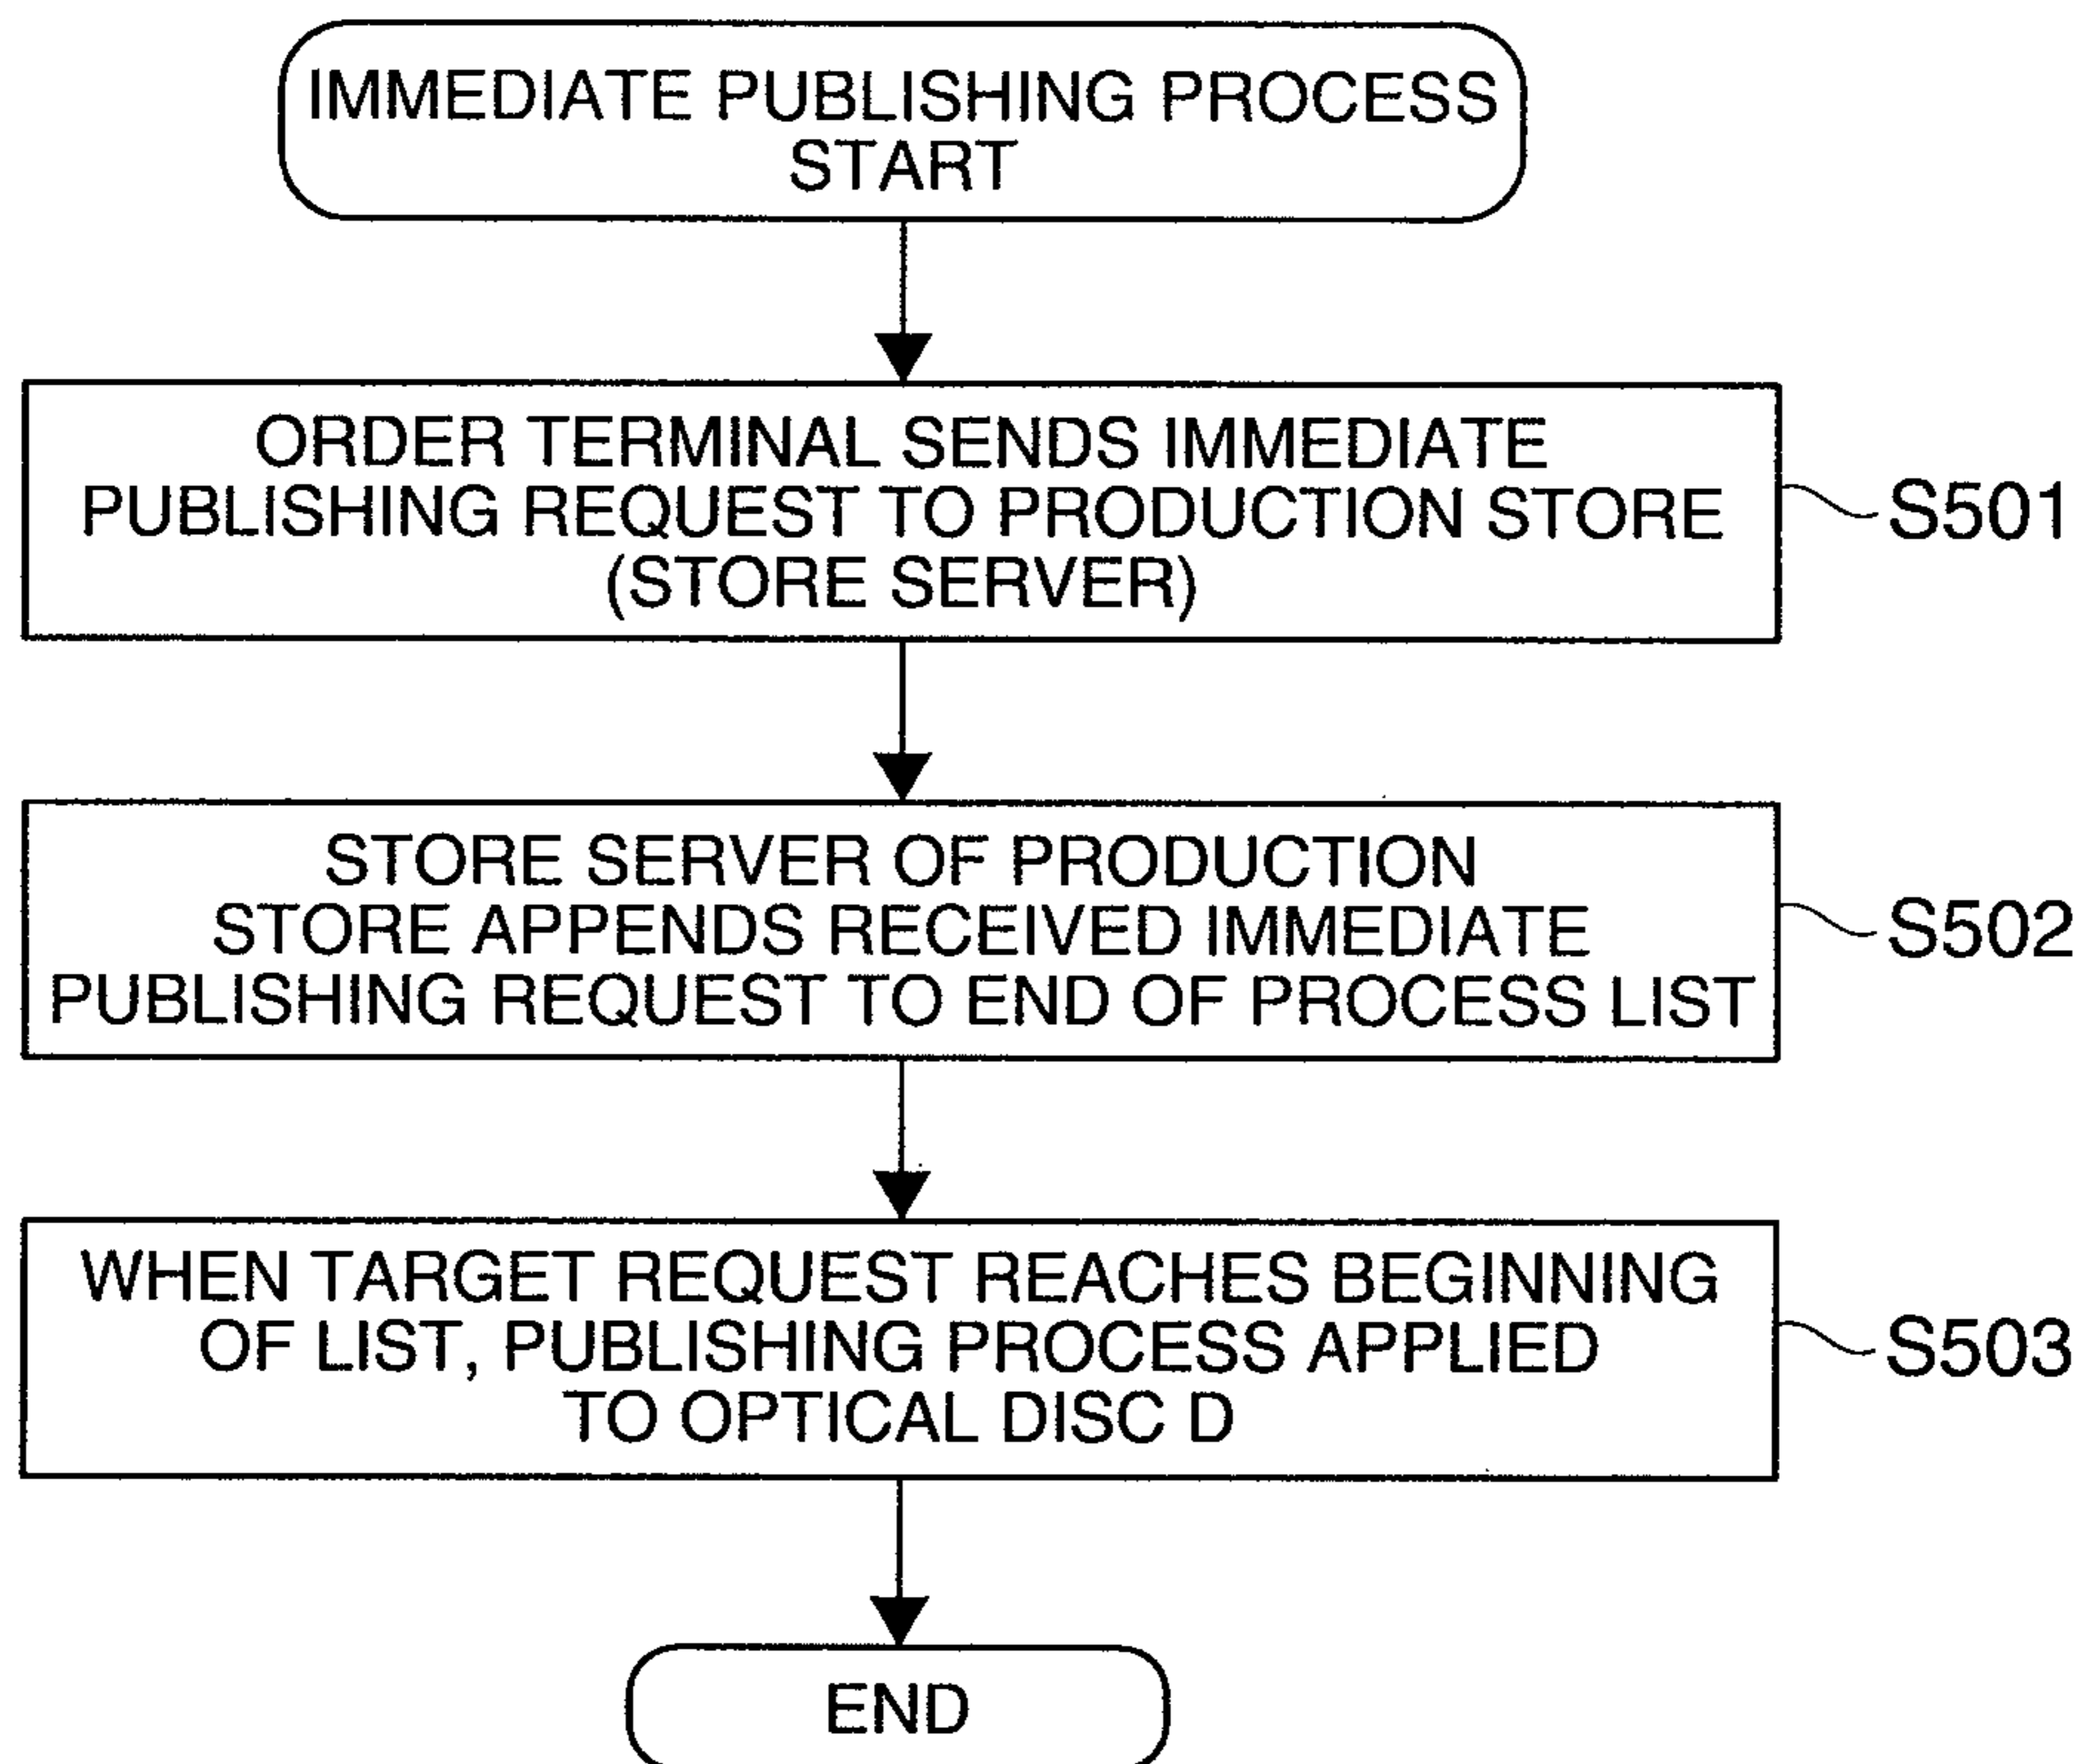 IMMEDIATE PUBLISHING PROCESS
START
ORDER TERMINAL SENDS IMMEDIATE
PUBLISHING REQUEST TO PRODUCTION STORE
(STORE SERVER)
S501
STORE SERVER OF PRODUCTION
STORE APPENDS RECEIVED IMMEDIATE
PUBLISHING REQUEST TO END OF PROCESS LIST
S502
WHEN TARGET REQUEST REACHES BEGINNING
OF LIST, PUBLISHING PROCESS APPLIED
TO OPTICAL DISC D
S503
END